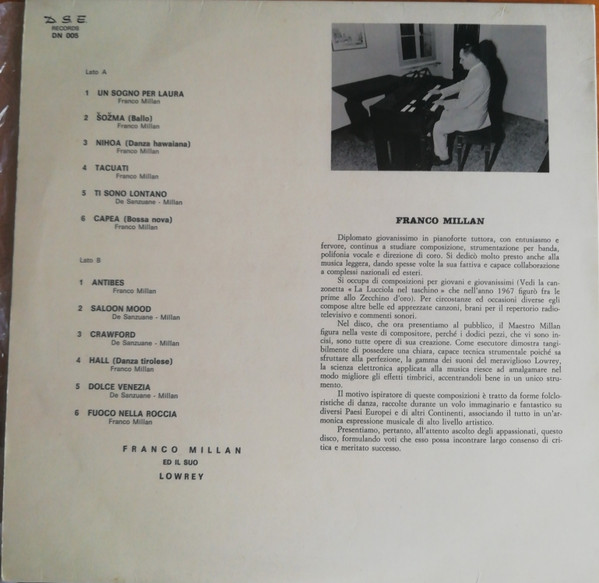 D.S.E.
RECORDS
DN 005
Lato A
1 UN SOGNO PER LAURA
Franco Millan
2 ŠOŽMA (Ballo)
Franco Millan
3 NIHOA (Danza hawaiana)
Franco Millan
4 TACUATI
Franco Millan
5 TI SONO LONTANO
De Sanzuane - Millan
6 CAPEA (Bossa nova)
Franco Millan
Lato B
1 ANTIBES
Franco Millan
2 SALOON MOOD
De Sanzuane - Millan
3 CRAWFORD
De Sanzuane - Millan
4 HALL (Danza tirolese)
Franco Millan
5 DOLCE VENEZIA
De Sanzuane - Millan
6 FUOCO NELLA ROCCIA
Franco Millan
FRANCO MILLAN
ED IL SUO
LOWREY
FRANCO MILLAN
Diplomato giovanissimo in pianoforte tuttora, con entusiasmo e
fervore, continua a studiare composizione, strumentazione per banda,
polifonia vocale e direzione di coro. Si dedicò molto presto anche alla
musica leggera, dando spesse volte la sua fattiva e capace collaborazione
a complessi nazionali ed esteri.
Si occupa di composizioni per giovani e giovanissimi (Vedi la can-
zonetta « La Lucciola nel taschino » che nell'anno 1967 figurò fra le
prime allo Zecchino d'oro). Per circostanze ed occasioni diverse egli
compose altre belle ed apprezzate canzoni, brani per il repertorio radio-
televisivo e commenti sonori.
Nel disco, che ora presentiamo al pubblico, il Maestro Millan
figura nella veste di compositore, perché i dodici pezzi, che vi sono in-
cisi, sono tutte opere di sua creazione. Come esecutore dimostra tangi-
bilmente di possedere una chiara, capace tecnica strumentale poiché sa
sfruttare alla perfezione, la gamma dei suoni del meraviglioso Lowrey,
la scienza elettronica applicata alla musica riesce ad amalgamare nel
modo migliore gli effetti timbrici, accentrandoli bene in un unico stru-
mento.
Il motivo ispiratore di queste composizioni è tratto da forme folclo-
ristiche di danza, raccolte durante un volo immaginario e fantastico su
diversi Paesi Europei e di altri Continenti, associando il tutto in un'ar-
monica espressione musicale di alto livello artistico.
Presentiamo, pertanto, all'attento ascolto degli appassionati, questo
disco, formulando voti che esso possa incontrare largo consenso di cri-
tica e meritato successo.